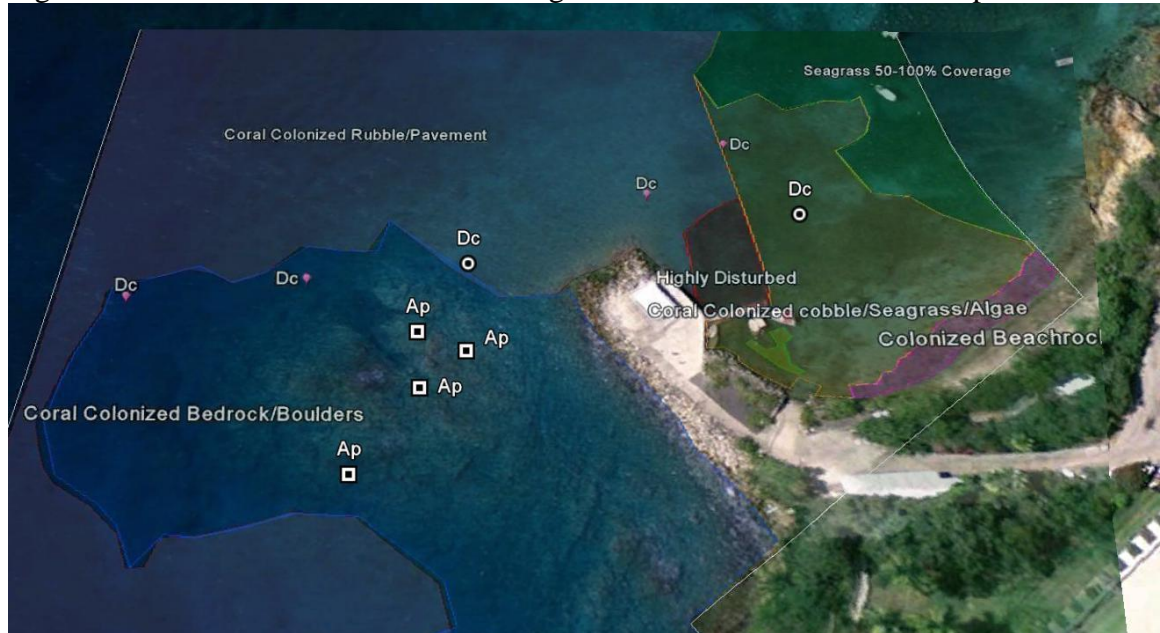 Seagrass 50-100% Coverage
Coral Colonized Rubble/Pavement
Dc
Dc
Dc
Dc
Highly Disturbed
Dc
Dc
Coral Colonized cobble/Seagrass/Algae
Ap
Colonized Beachrock
Ap
Ap
Coral Colonized Bedrock/Boulders
Ap